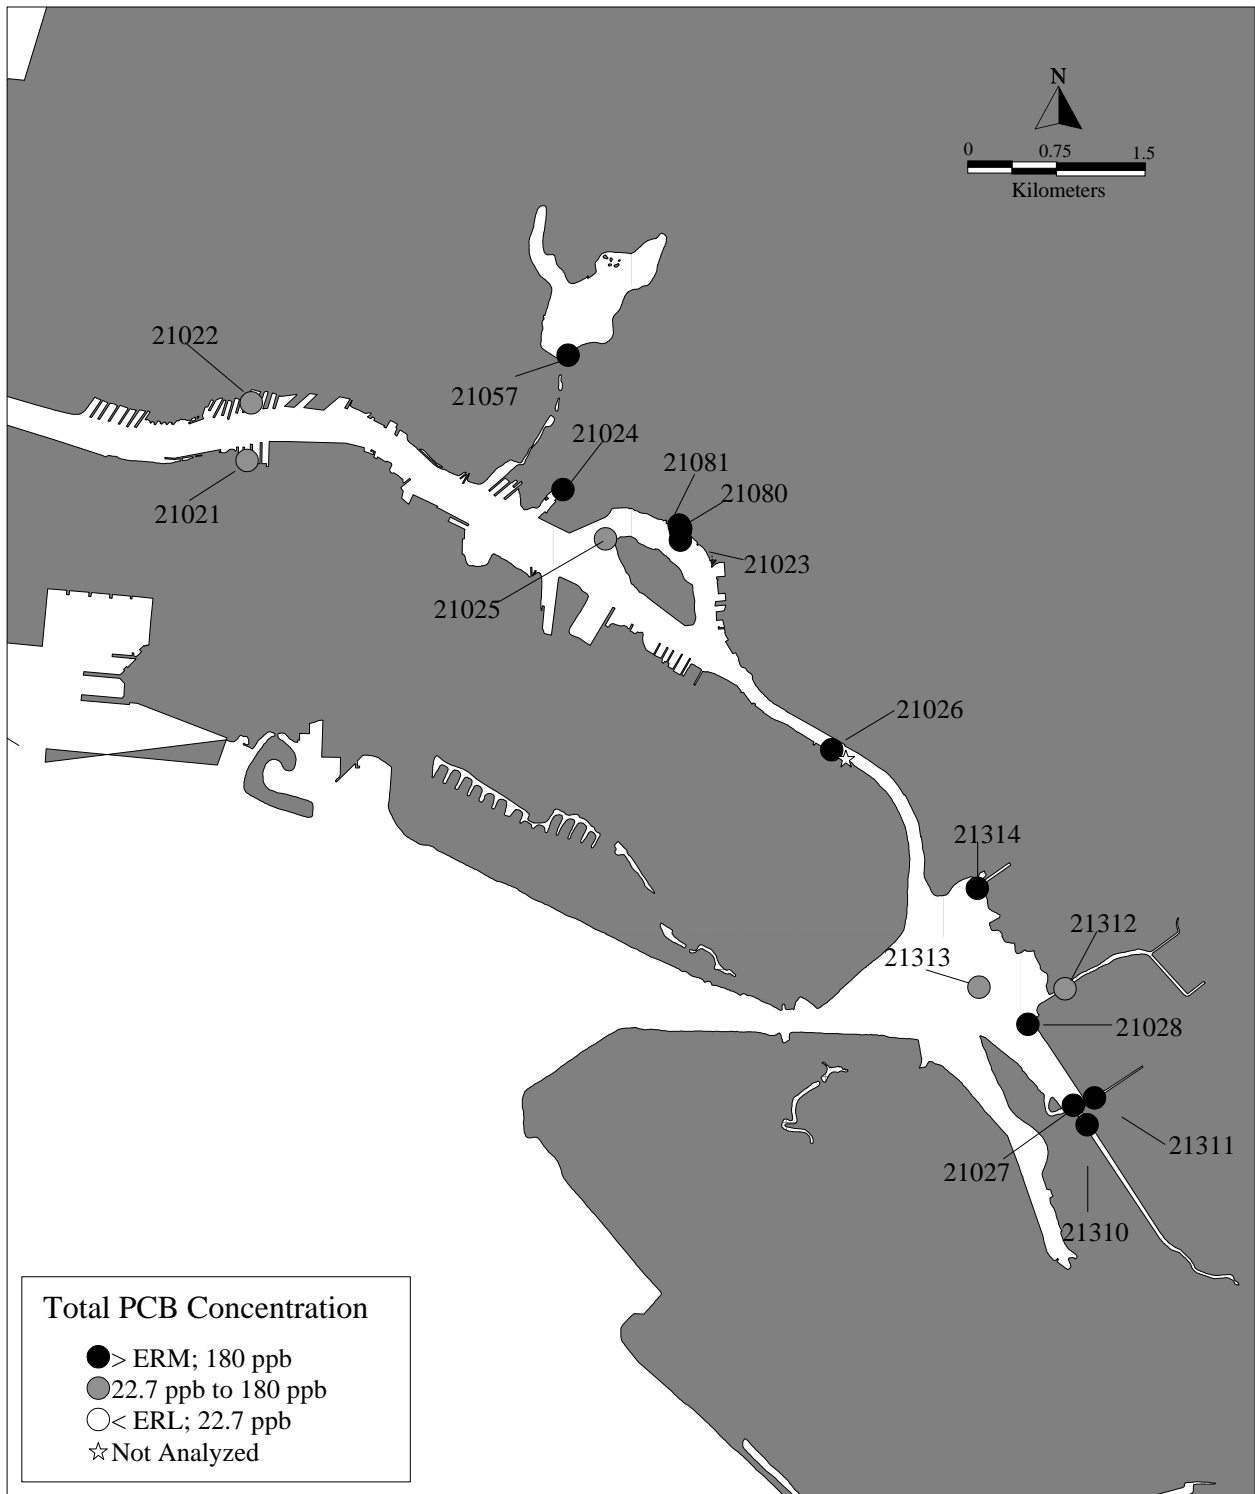 N
0 0.75 1.5
Kilometers
21022
21057
21024
21081
21080
21021
21023
21025
21026
21314
21312
21313
21028
21311
21027
21310
Total PCB Concentration
> ERM; 180 ppb
22.7 ppb to 180 ppb
< ERL; 22.7 ppb
Not Analyzed